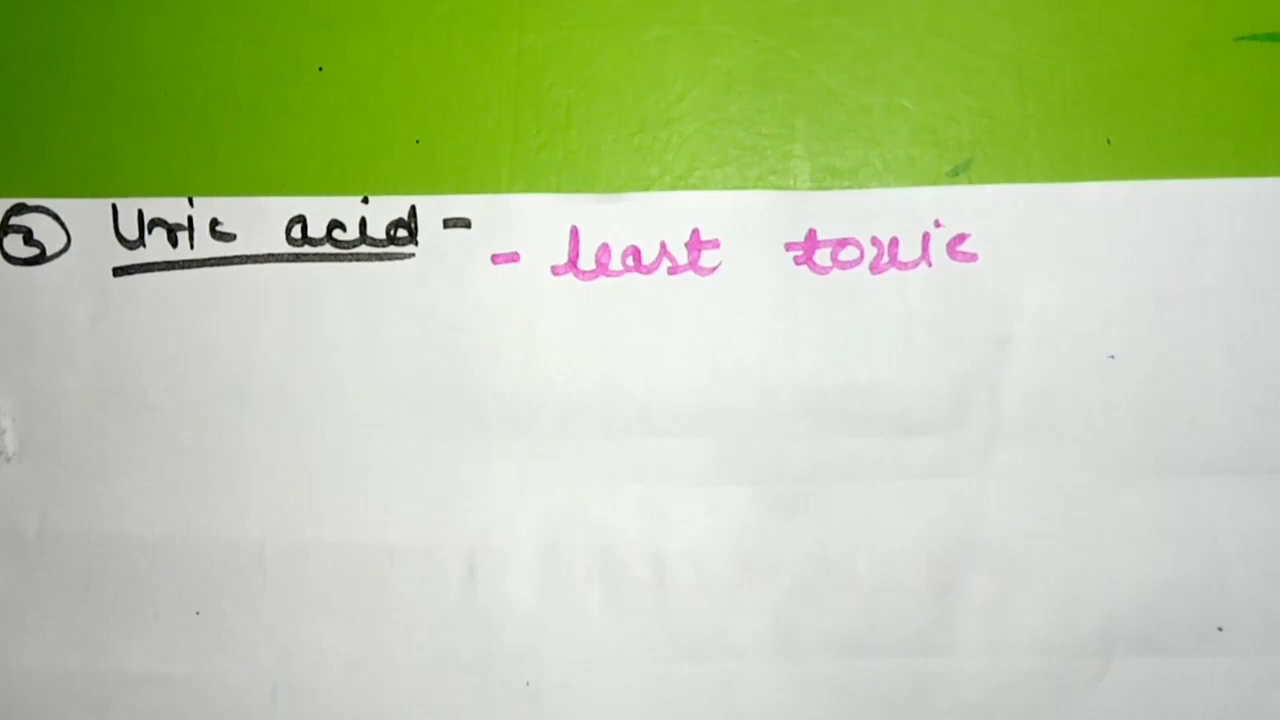 ③ Uric acid -
- least toxic